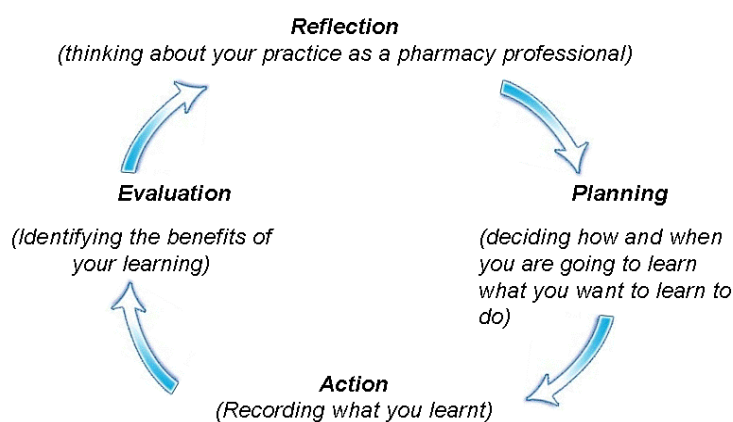 Reflection
(thinking about your practice as a pharmacy professional)
Evaluation
(Identifying the benefits of
your learning)
Planning
(deciding how and when
you are going to learn
what you want to learn to
do)
Action
(Recording what you learnt)